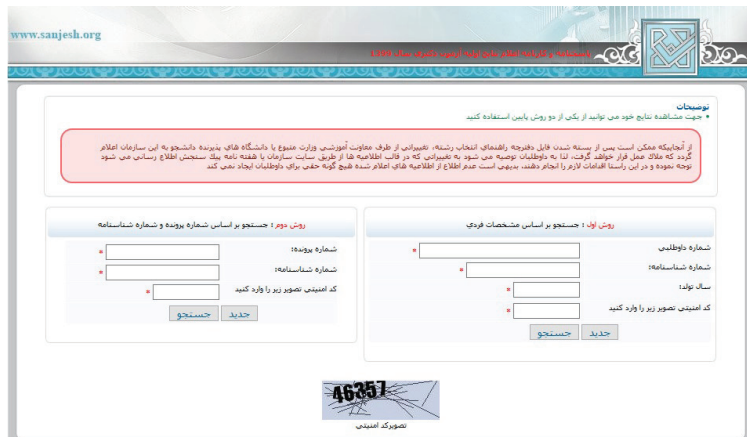 www.sanjesh.org
توضیحات
جهت مشاهده نتایج خود می توانید از یکی از دو روش پایین استفاده کنید
از آنجاییکه ممکن است پس از بسته شدن فایل دفترچه راهنمای انتخاب رشته، تغییراتی از طرف معاونت آموزشی وزارت متبوع یا دانشگاه های پذیرنده دانشجو به این سازمان اعلام
گردد که ملاک عمل قرار خواهد گرفت، لذا به داوطلبان توصیه می شود به تغییراتی که در قالب اطلاعیه ها از طریق سایت سازمان یا هفته نامه پیک سنجش اطلاع رسانی می شود
توجه نموده و در این راستا اقدامات لازم را انجام دهند، بدیهی است عدم اطلاع از اطلاعیه های اعلام شده هیچ گونه حقی برای داوطلبان ایجاد نمی کند
روش اول : جستجو بر اساس مشخصات فردي
شماره داوطلبي
شماره شناسنامه:
سال تولد:
کد امنیتی تصویر زیر را وارد کنید
جدید جستجو
روش دوم : جستجو بر اساس شماره پرونده و شماره شناسنامه
شماره پرونده:
شماره شناسنامه:
کد امنیتی تصویر زیر را وارد کنید
جدید جستجو
46357
تصویرکد امنیتی